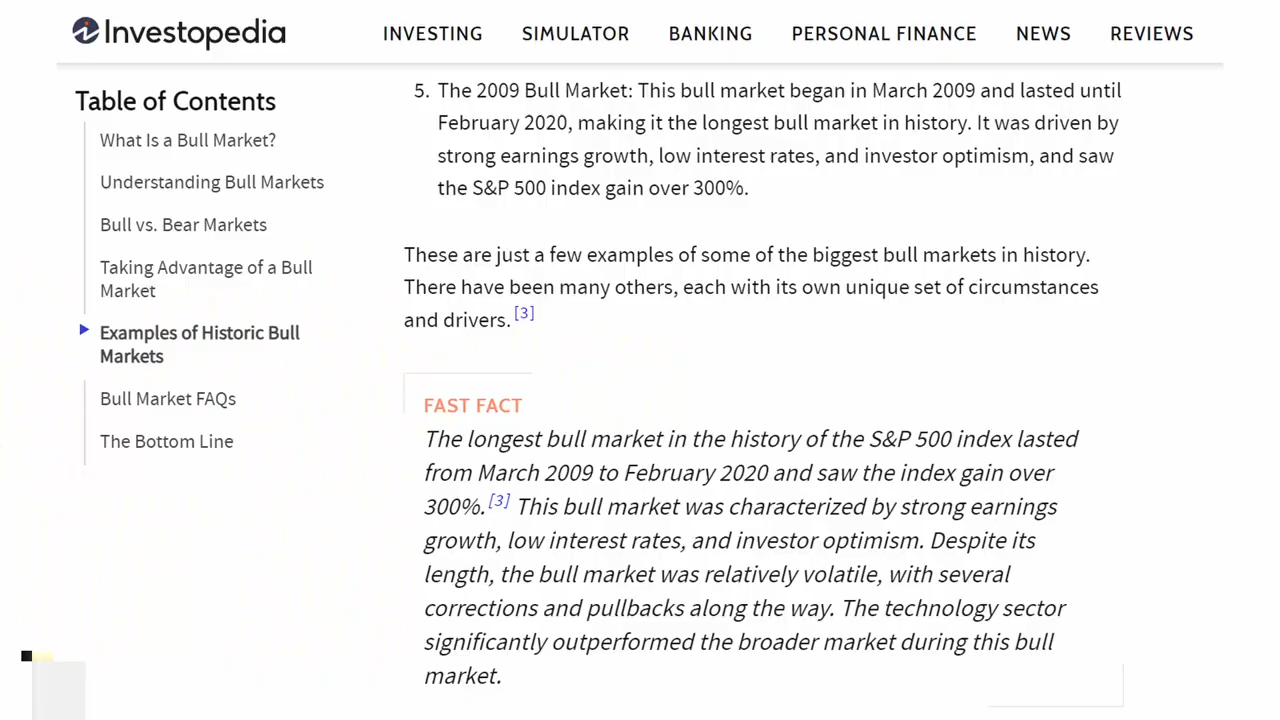 Investopedia
INVESTING SIMULATOR BANKING PERSONAL FINANCE NEWS REVIEWS
Table of Contents
What Is a Bull Market?
Understanding Bull Markets
Bull vs. Bear Markets
Taking Advantage of a Bull
Market
Examples of Historic Bull
Markets
Bull Market FAQs
The Bottom Line
5. The 2009 Bull Market: This bull market began in March 2009 and lasted until
February 2020, making it the longest bull market in history. It was driven by
strong earnings growth, low interest rates, and investor optimism, and saw
the S&P 500 index gain over 300%.
These are just a few examples of some of the biggest bull markets in history.
There have been many others, each with its own unique set of circumstances
and drivers. [3]
FAST FACT
The longest bull market in the history of the S&P 500 index lasted
from March 2009 to February 2020 and saw the index gain over
300%. [3] This bull market was characterized by strong earnings
growth, low interest rates, and investor optimism. Despite its
length, the bull market was relatively volatile, with several
corrections and pullbacks along the way. The technology sector
significantly outperformed the broader market during this bull
market.